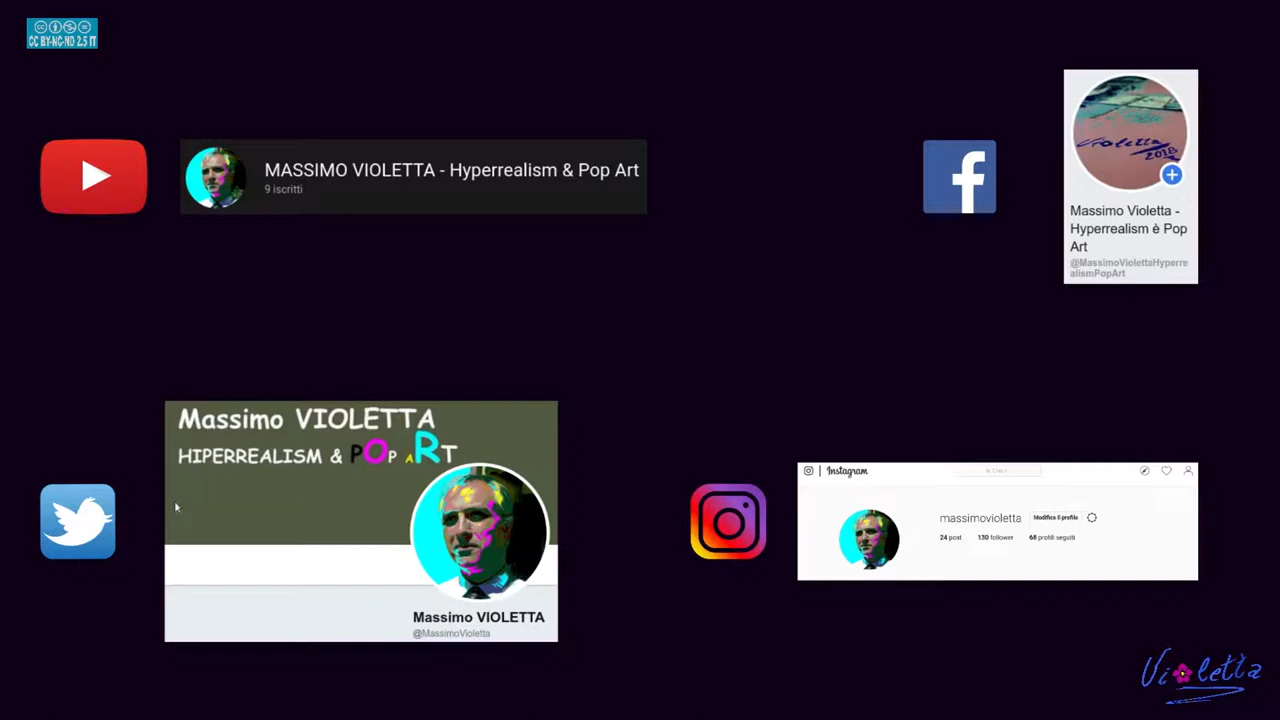 CC BY-NC-ND 2.5 IT
MASSIMO VIOLETTA - Hyperrealism & Pop Art
9 iscritti
Violetta
2018
Massimo Violetta -
Hyperrealism è Pop
Art
@MassimoViolettaHyperre
alismPopArt
Massimo VIOLETTA
HIPERREALISM & POP ART
Massimo VIOLETTA
@MassimoVioletta
Instagram
massimovioletta Modifica il profilo
24 post 130 follower 68 profili seguiti
Violetta